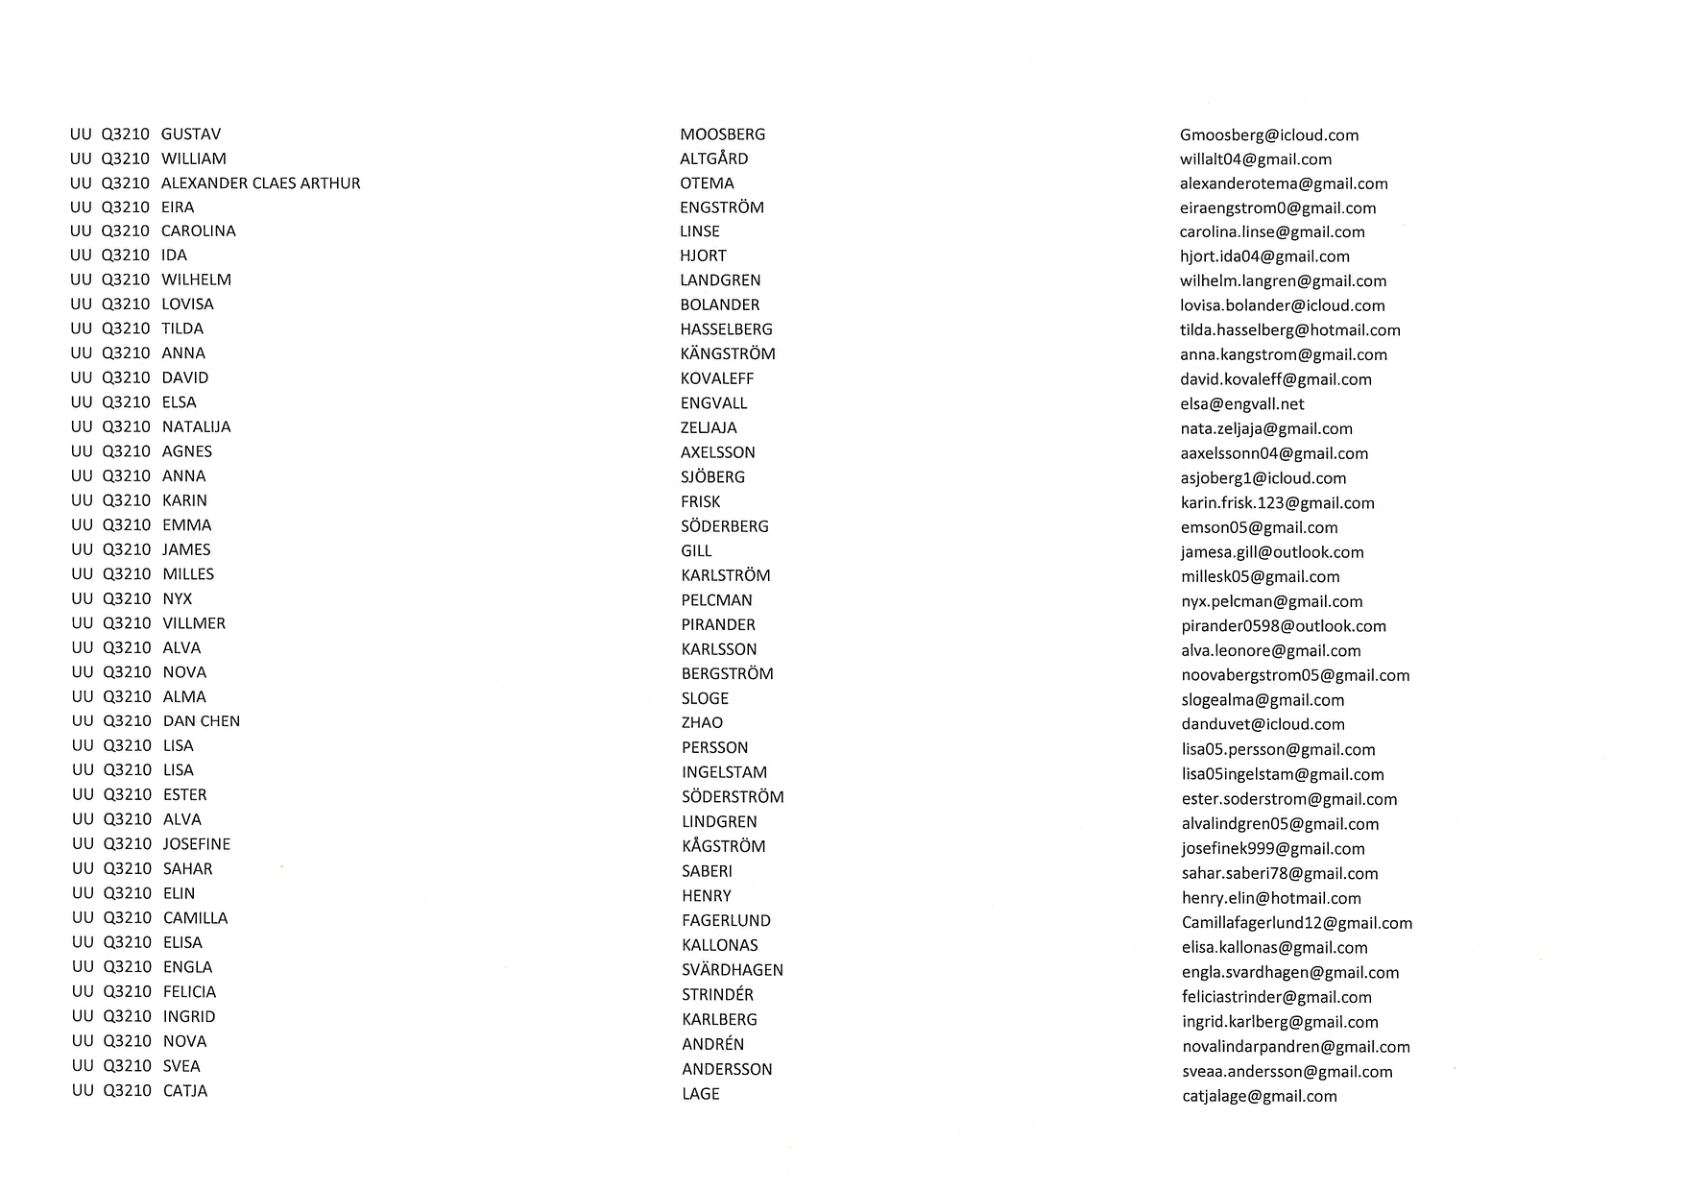 UU Q3210 GUSTAV MOOSBERG Gmoosberg@icloud.com
UU Q3210 WILLIAM ALTGÅRD willalt04@gmail.com
UU Q3210 ALEXANDER CLAES ARTHUR OTEMA alexanderotema@gmail.com
UU Q3210 EIRA ENGSTRÖM eiraengstrom0@gmail.com
UU Q3210 CAROLINA LINSE carolina.linse@gmail.com
UU Q3210 IDA HJORT hjort.ida04@gmail.com
UU Q3210 WILHELM LANDGREN wilhelm.langren@gmail.com
UU Q3210 LOVISA BOLANDER lovisa.bolander@icloud.com
UU Q3210 TILDA HASSELBERG tilda.hasselberg@hotmail.com
UU Q3210 ANNA KÄNGSTRÖM anna.kangstrom@gmail.com
UU Q3210 DAVID KOVALEFF david.kovaleff@gmail.com
UU Q3210 ELSA ENGVALL elsa@engvall.net
UU Q3210 NATALIJA ZELJAJA nata.zeljaja@gmail.com
UU Q3210 AGNES AXELSSON aaxelssonn04@gmail.com
UU Q3210 ANNA SJÖBERG asjoberg1@icloud.com
UU Q3210 KARIN FRISK karin.frisk.123@gmail.com
UU Q3210 EMMA SÖDERBERG emson05@gmail.com
UU Q3210 JAMES GILL jamesa.gill@outlook.com
UU Q3210 MILLES KARLSTRÖM millesk05@gmail.com
UU Q3210 NYX PELCMAN nyx.pelcman@gmail.com
UU Q3210 VILLMER PIRANDER pirander0598@outlook.com
UU Q3210 ALVA KARLSSON alva.leonore@gmail.com
UU Q3210 NOVA BERGSTRÖM noovabergstrom05@gmail.com
UU Q3210 ALMA SLOGE slogealma@gmail.com
UU Q3210 DAN CHEN ZHAO danduvet@icloud.com
UU Q3210 LISA PERSSON lisa05.persson@gmail.com
UU Q3210 LISA INGELSTAM lisa05ingelstam@gmail.com
UU Q3210 ESTER SÖDERSTRÖM ester.soderstrom@gmail.com
UU Q3210 ALVA LINDGREN alvalindgren05@gmail.com
UU Q3210 JOSEFINE KÅGSTRÖM josefinek999@gmail.com
UU Q3210 SAHAR SABERI sahar.saberi78@gmail.com
UU Q3210 ELIN HENRY henry.elin@hotmail.com
UU Q3210 CAMILLA FAGERLUND Camillafagerlund12@gmail.com
UU Q3210 ELISA KALLONAS elisa.kallonas@gmail.com
UU Q3210 ENGLA SVÄRDHAGEN engla.svardhagen@gmail.com
UU Q3210 FELICIA STRINDÉR feliciastrinder@gmail.com
UU Q3210 INGRID KARLBERG ingrid.karlberg@gmail.com
UU Q3210 NOVA ANDRÉN novalindarpandren@gmail.com
UU Q3210 SVEA ANDERSSON sveaa.andersson@gmail.com
UU Q3210 CATJA LAGE catjalage@gmail.com